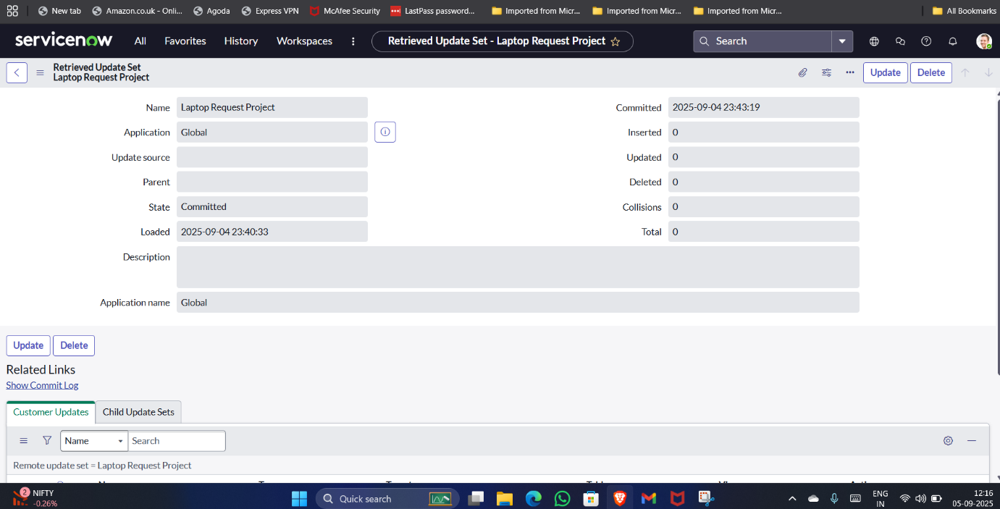 New tab Amazon.co.uk - Onli... Agoda Express VPN McAfee Security LastPass password... Imported from Micr... Imported from Micr... Imported from Micr... All Bookmarks
servicenow All Favorites History Workspaces Retrieved Update Set - Laptop Request Project Search
Retrieved Update Set
Laptop Request Project
Update Delete
Name Laptop Request Project Committed 2025-09-04 23:43:19
Application Global Inserted 0
Update source Updated 0
Parent Deleted 0
State Committed Collisions 0
Loaded 2025-09-04 23:40:33 Total 0
Description
Application name Global
Update Delete
Related Links
Show Commit Log
Customer Updates Child Update Sets
Name Search
Remote update set = Laptop Request Project
2 NIFTY
-0.26%
Quick search
ENG
IN
12:16
05-09-2025